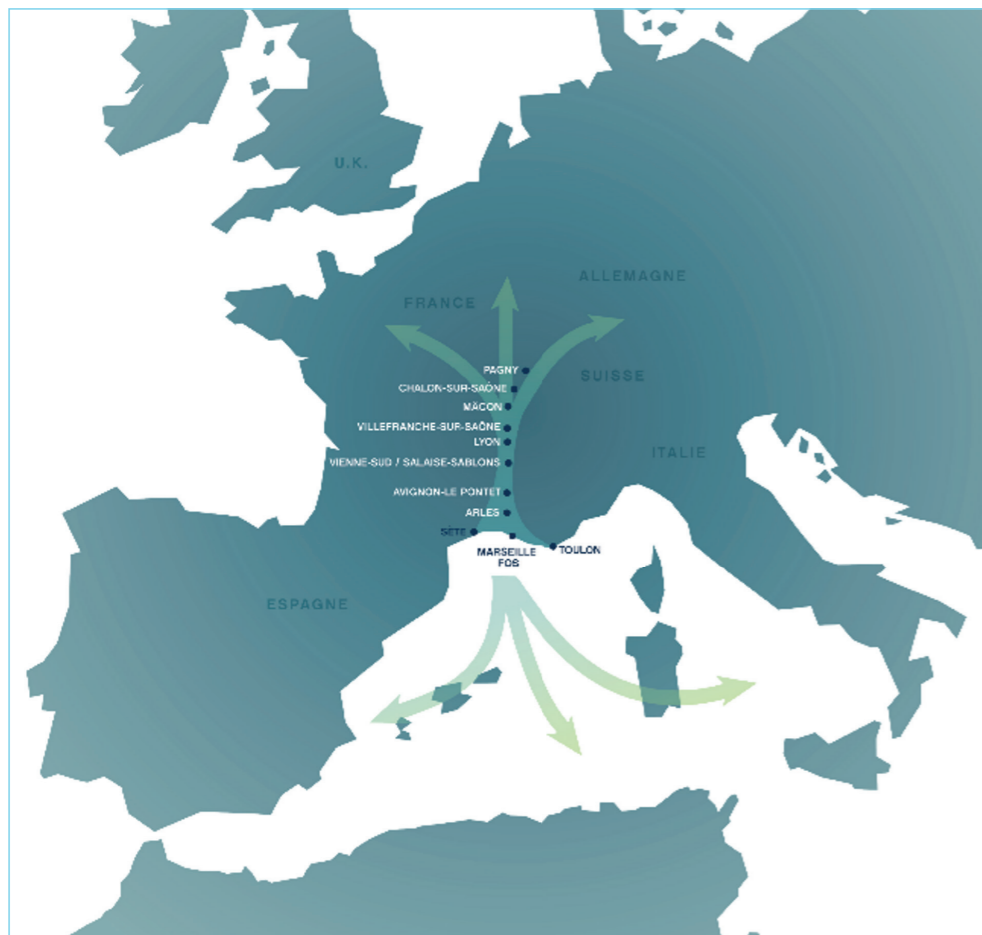 U.K.
ALLEMAGNE
FRANCE
PAGNY
SUISSE
CHALON-SUR-SAÔNE
MÂCON
VILLEFRANCHE-SUR-SAÔNE
LYON
ITALIE
VIENNE-SUD / SALAISE-SABLONS
AVIGNON-LE PONTET
ARLES
SÈTE
MARSEILLE
FOS
TOULON
ESPAGNE